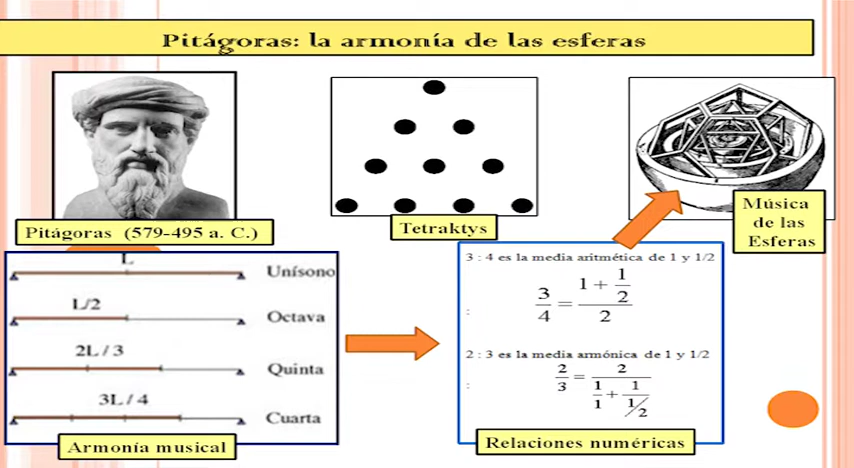 Pitágoras: la armonía de las esferas
Pitágoras (579-495 a. C.)
Tetraktys
Música
de las
Esferas
L
Unísono
L/2
Octava
2L / 3
Quinta
3L / 4
Cuarta
Armonía musical
3 : 4 es la media aritmética de 1 y 1/2
3/4 = (1 + 1/2)/2
:
2 : 3 es la media armónica de 1 y 1/2
2/3 = 2/(1/1 + 1/(1/2))
:
Relaciones numéricas